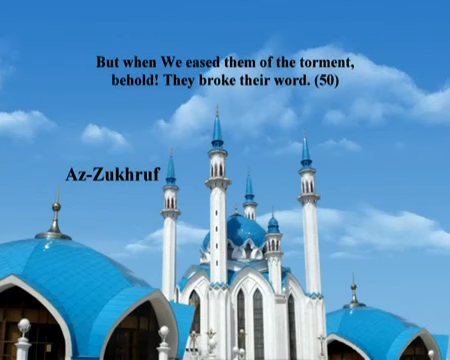 But when We eased them of the torment,
behold! They broke their word. (50)
Az-Zukhruf